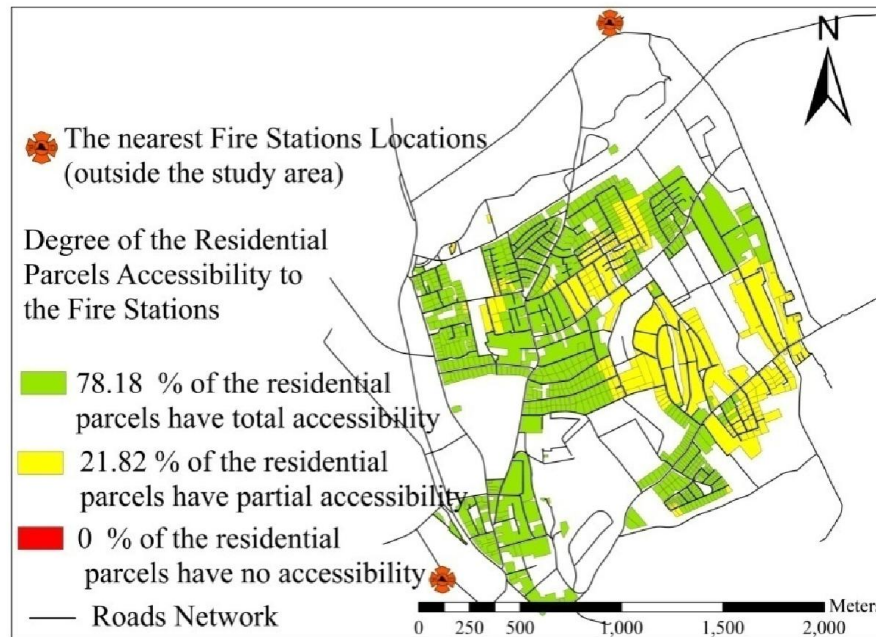 N
The nearest Fire Stations Locations
(outside the study area)
Degree of the Residential
Parcels Accessibility to
the Fire Stations
78.18 % of the residential
parcels have total accessibility
21.82 % of the residential
parcels have partial accessibility
0 % of the residential
parcels have no accessibility
Roads Network
Meters
0 250 500 1,000 1,500 2,000